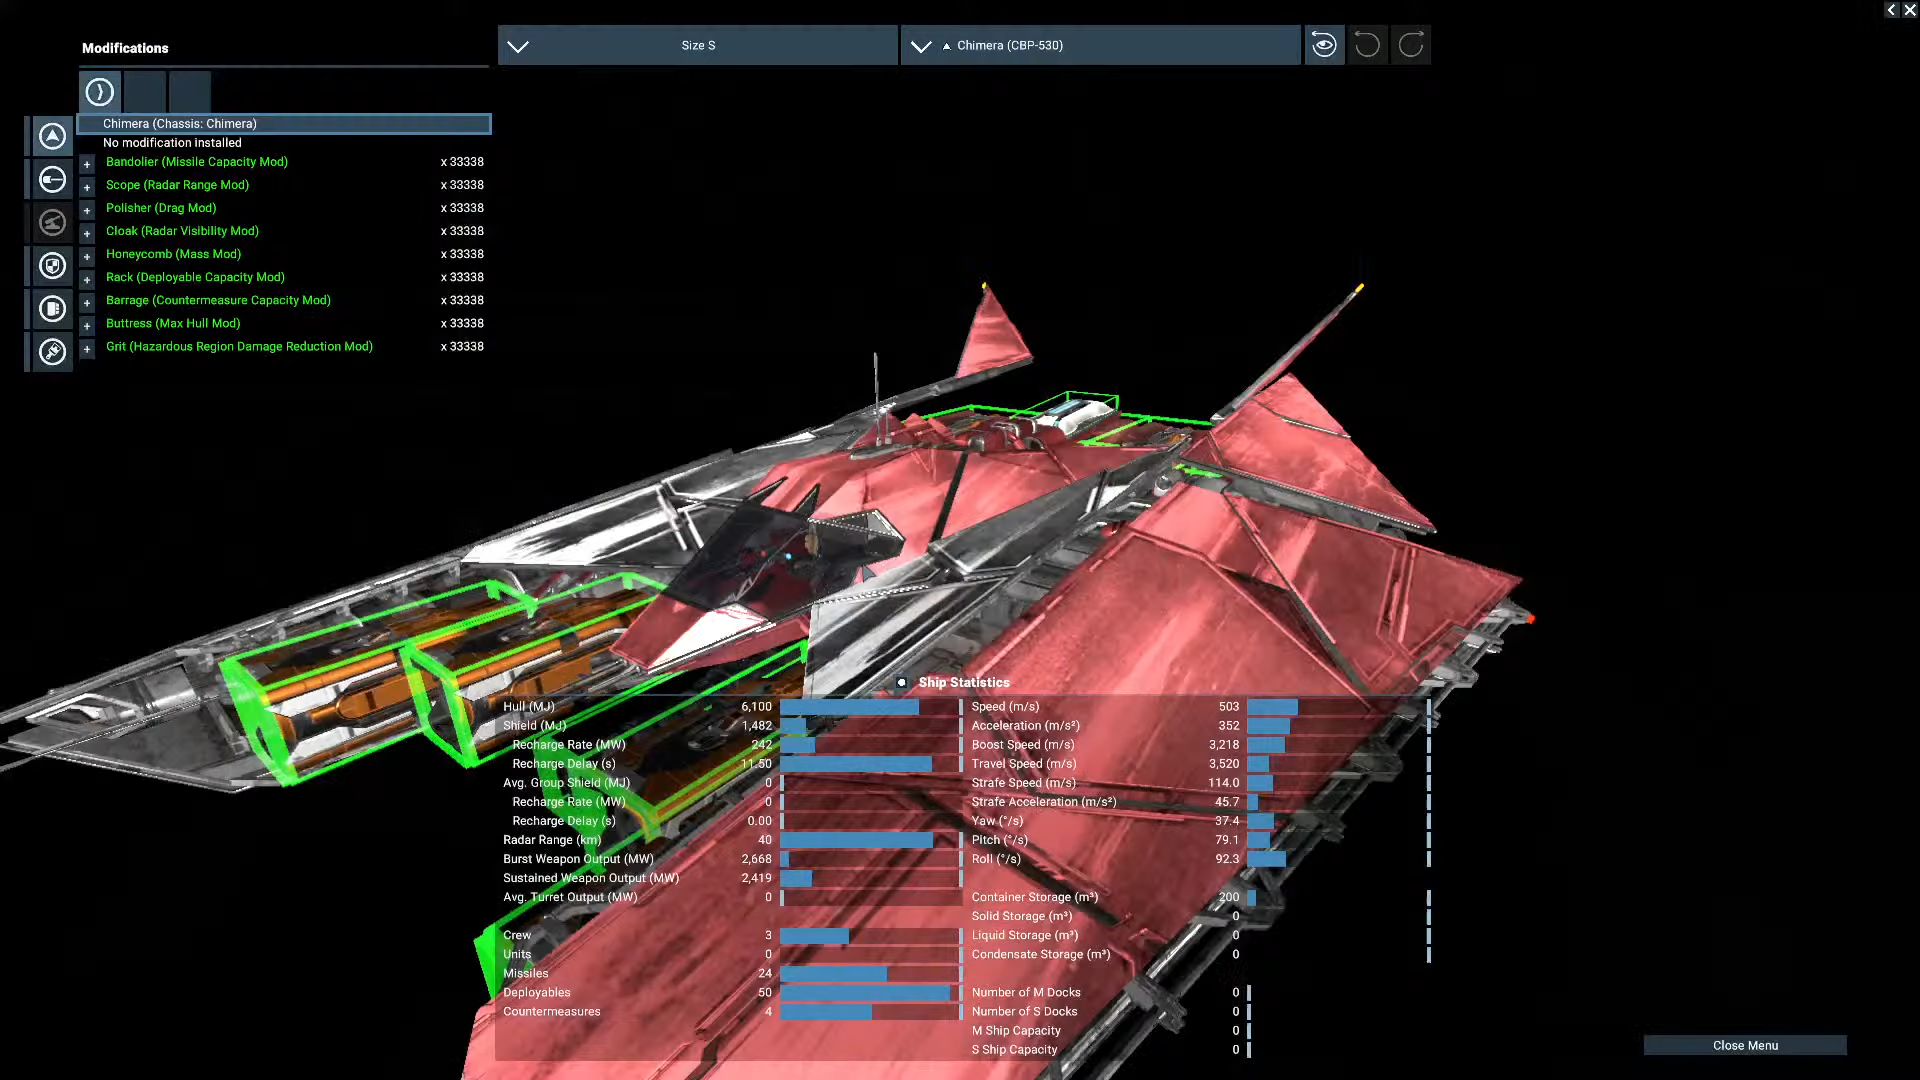 Modifications
Size S
Chimera (CBP-530)
Chimera (Chassis: Chimera)
No modification installed
Bandolier (Missile Capacity Mod) x 33338
Scope (Radar Range Mod) x 33338
Polisher (Drag Mod) x 33338
Cloak (Radar Visibility Mod) x 33338
Honeycomb (Mass Mod) x 33338
Rack (Deployable Capacity Mod) x 33338
Barrage (Countermeasure Capacity Mod) x 33338
Buttress (Max Hull Mod) x 33338
Grit (Hazardous Region Damage Reduction Mod) x 33338
Ship Statistics
Hull (MJ) 6,100
Shield (MJ) 1,482
Recharge Rate (MW) 242
Recharge Delay (s) 11.50
Avg. Group Shield (MJ) 0
Recharge Rate (MW) 0
Recharge Delay (s) 0.00
Radar Range (km) 40
Burst Weapon Output (MW) 2,668
Sustained Weapon Output (MW) 2,419
Avg. Turret Output (MW) 0
Crew 3
Units 0
Missiles 24
Deployables 50
Countermeasures 4
Speed (m/s) 503
Acceleration (m/s²) 352
Boost Speed (m/s) 3,218
Travel Speed (m/s) 3,520
Strafe Speed (m/s) 114.0
Strafe Acceleration (m/s²) 45.7
Yaw (°/s) 37.4
Pitch (°/s) 79.1
Roll (°/s) 92.3
Container Storage (m³) 200
Solid Storage (m³) 0
Liquid Storage (m³) 0
Condensate Storage (m³) 0
Number of M Docks 0
Number of S Docks 0
M Ship Capacity 0
S Ship Capacity 0
Close Menu